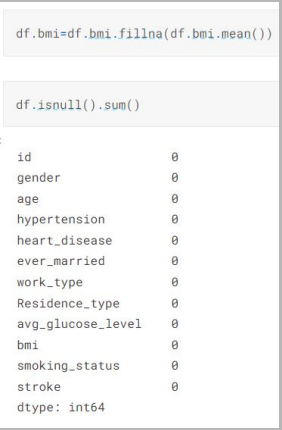 df.bmi=df.bmi.fillna(df.bmi.mean())
df.isnull().sum()
:
id 0
gender 0
age 0
hypertension 0
heart_disease 0
ever_married 0
work_type 0
Residence_type 0
avg_glucose_level 0
bmi 0
smoking_status 0
stroke 0
dtype: int64